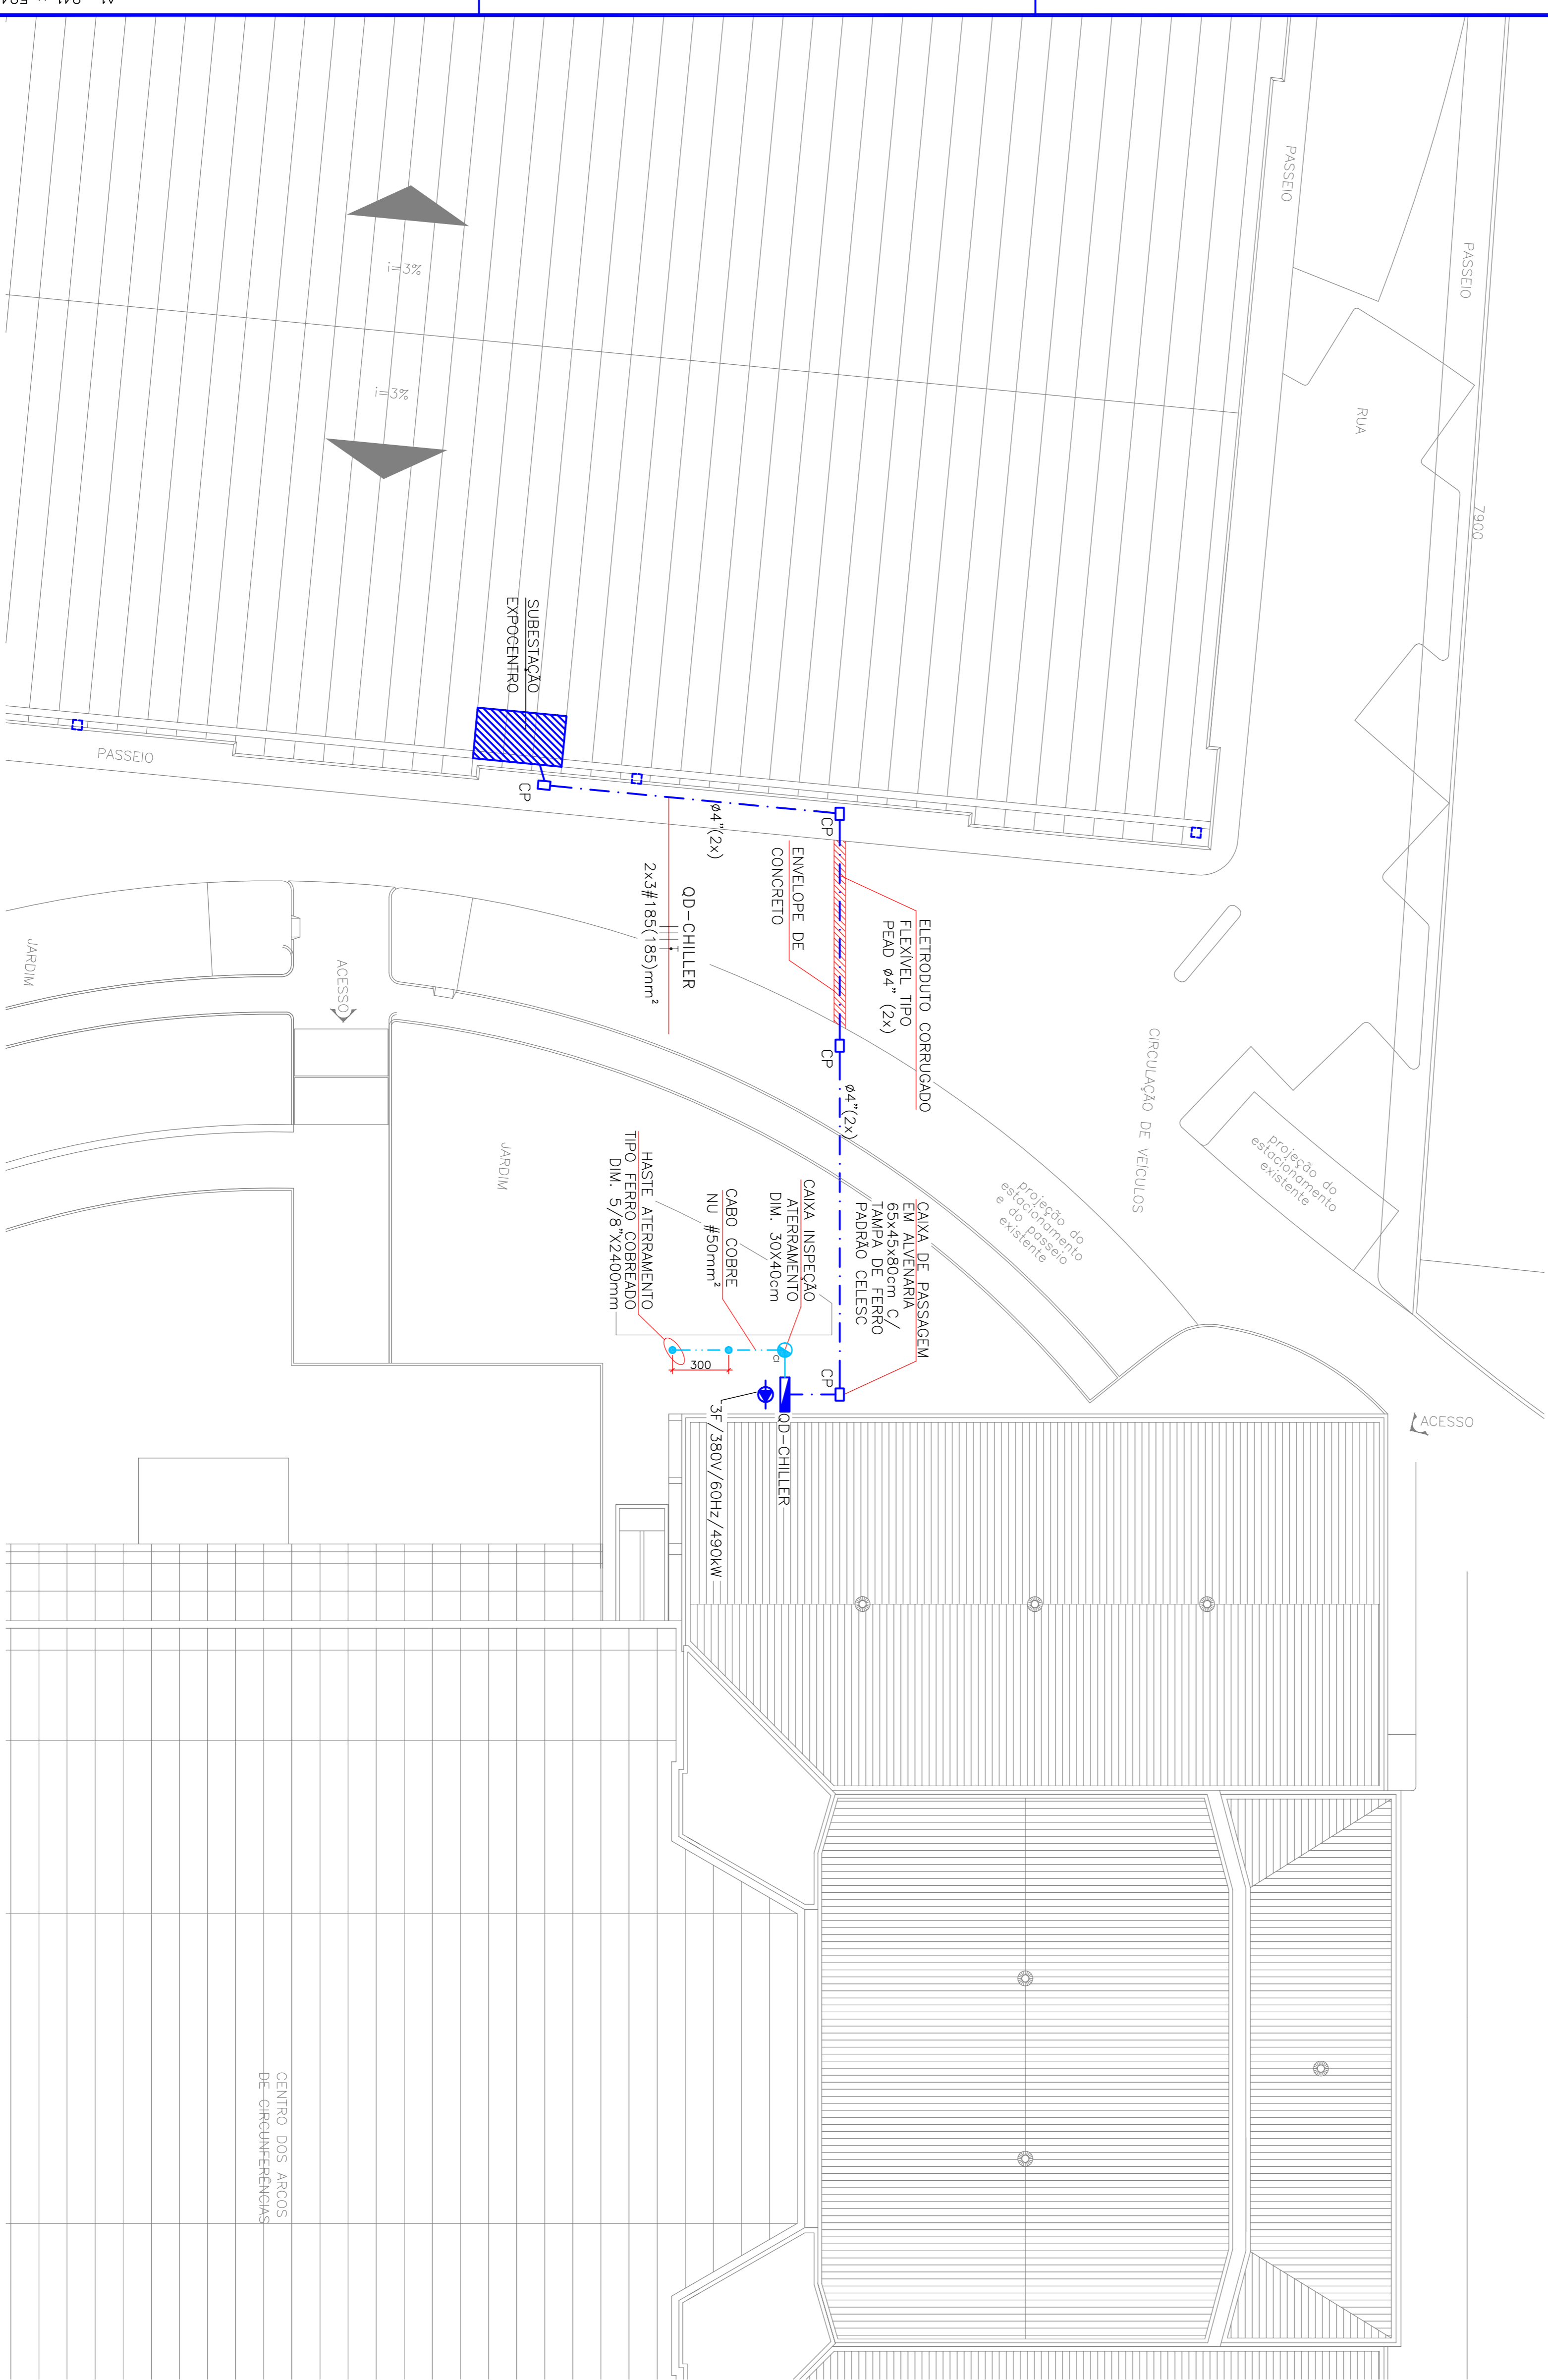 A1 - 841 x 594
PASSEIO
PASSEIO
i=3%
i=3%
RUA
7900
SUBESTAÇÃO
EXPOCENTRO
PASSEIO
CP
ø4"(2x)
CP
QD-CHILLER
2x3#185(185)mm²
ENVELOPE DE
CONCRETO
ELETRODUTO CORRUGADO
FLEXÍVEL TIPO
PEAD ø4" (2x)
CP
ø4"(2x)
JARDIM
ACESSO
JARDIM
CIRCULAÇÃO DE VEÍCULOS
projeção do
estacionamento
existente
projeção do
estacionamento
e do passeio
existente
CAIXA DE PASSAGEM
EM ALVENARIA
65x45x80cm C/
TAMPA DE FERRO
PADRÃO CELESC
CAIXA INSPEÇÃO
ATERRAMENTO
DIM. 30X40cm
CABO COBRE
NU #50mm²
HASTE ATERRAMENTO
TIPO FERRO COBREADO
DIM. 5/8"X2400mm
300
CI
CP
QD-CHILLER
3F/380V/60Hz/490kW
ACESSO
CENTRO DOS ARCOS
DE CIRCUNFERÊNCIAS